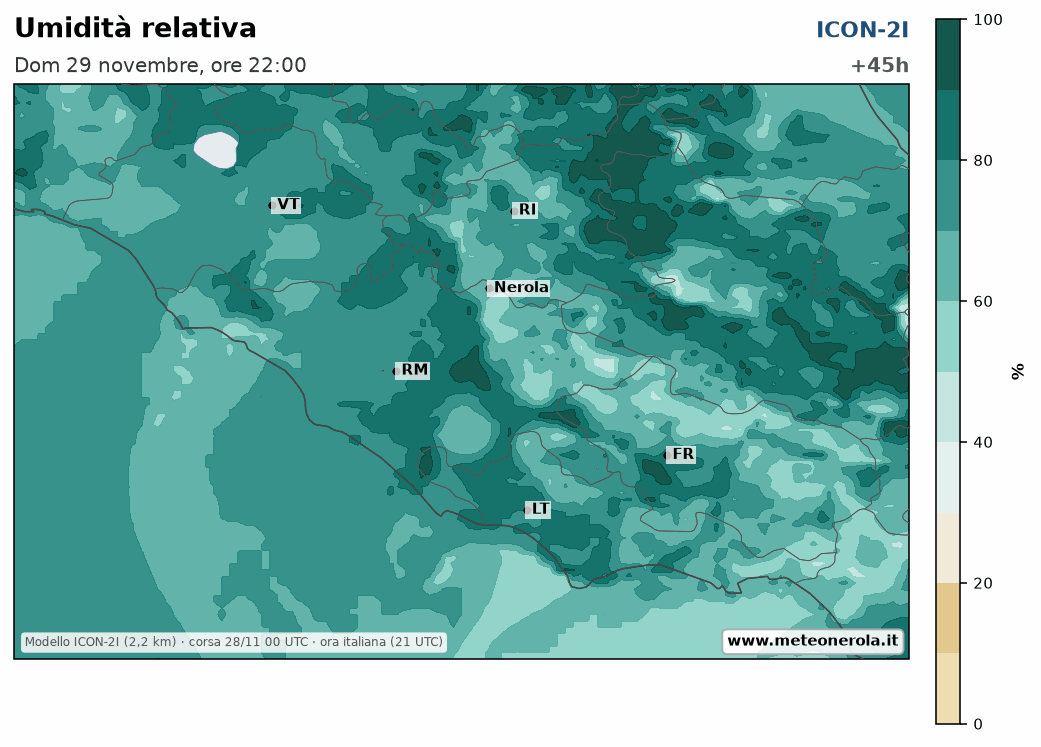 Umidità relativa
ICON-2I
Dom 29 novembre, ore 22:00
+45h
100
80
60
40
20
0
%
VT
RI
Nerola
RM
FR
LT
Modello ICON-2I (2,2 km) · corsa 28/11 00 UTC · ora italiana (21 UTC)
www.meteonerola.it